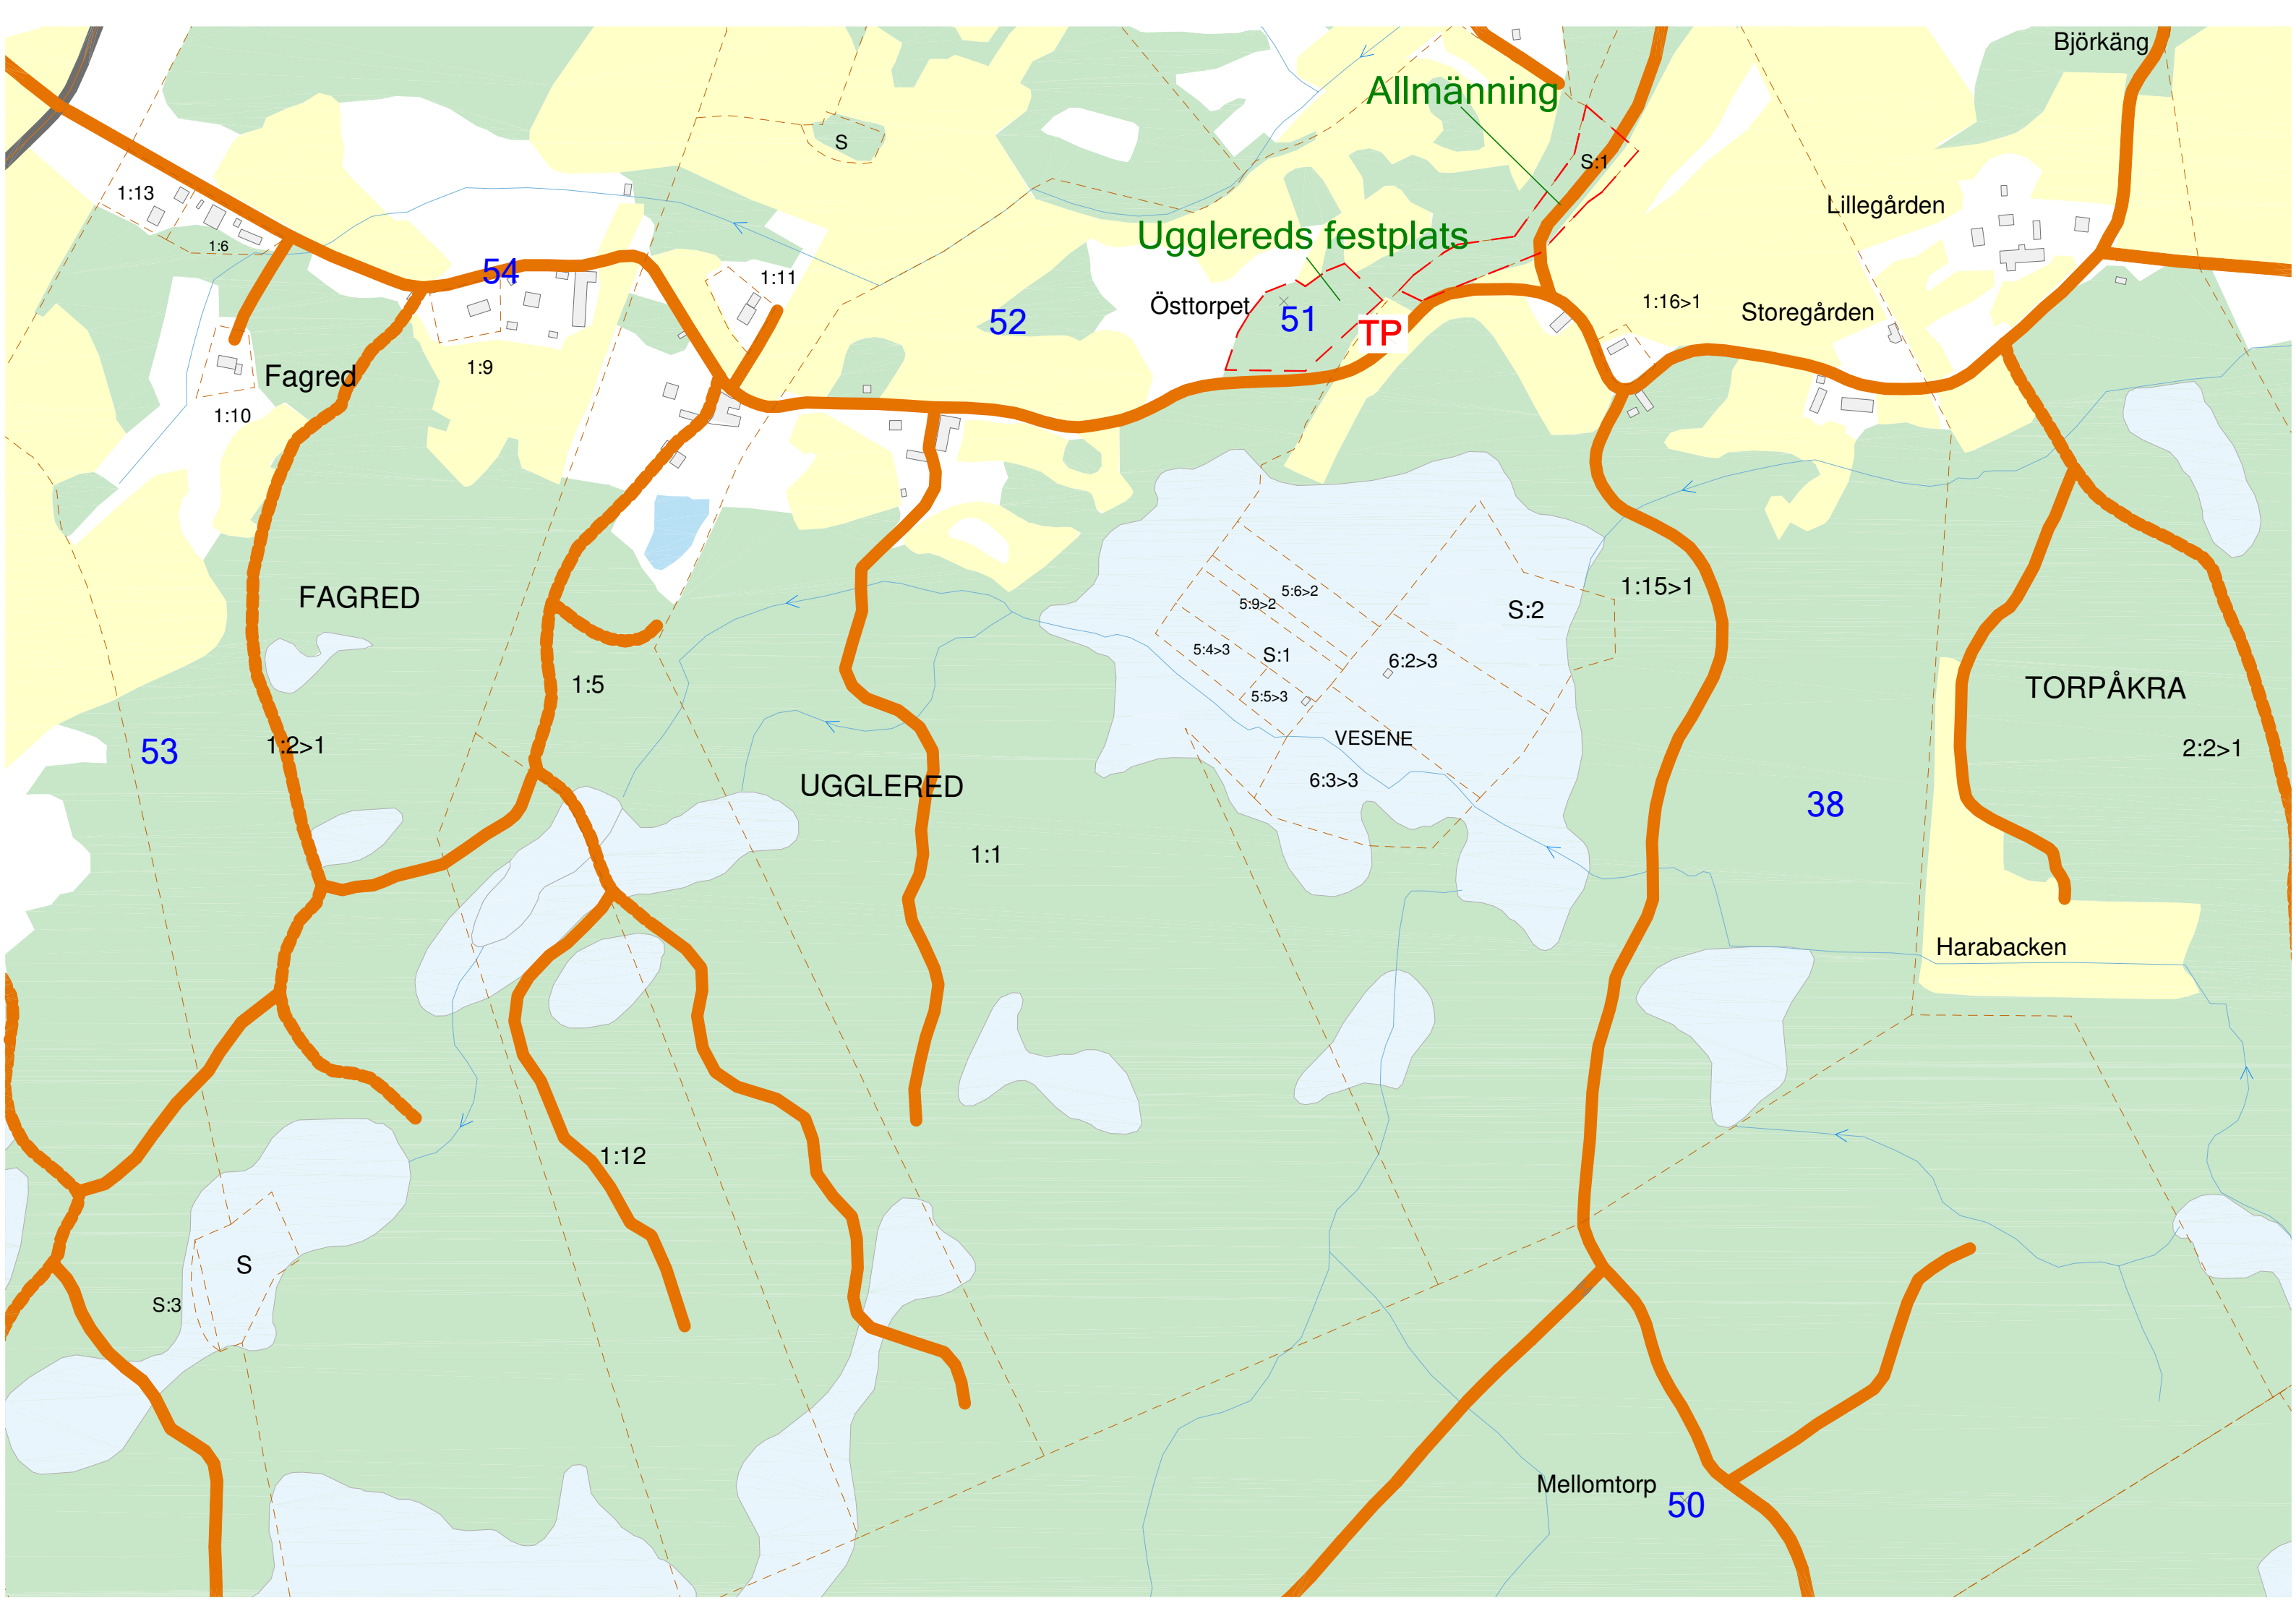 Björkäng
Allmänning
S
S:1
1:13
Lillegården
1:6
Ugglereds festplats
54
1:11
Östtorpet
51
1:16>1
Storegården
52
TP
1:9
Fagred
1:10
5:6>2
1:15>1
FAGRED
5:9>2
S:2
5:4>3
S:1
6:2>3
1:5
TORPÅKRA
5:5>3
53
1:2>1
VESENE
2:2>1
UGGLERED
6:3>3
38
1:1
Harabacken
1:12
S
S:3
Mellomtorp
50